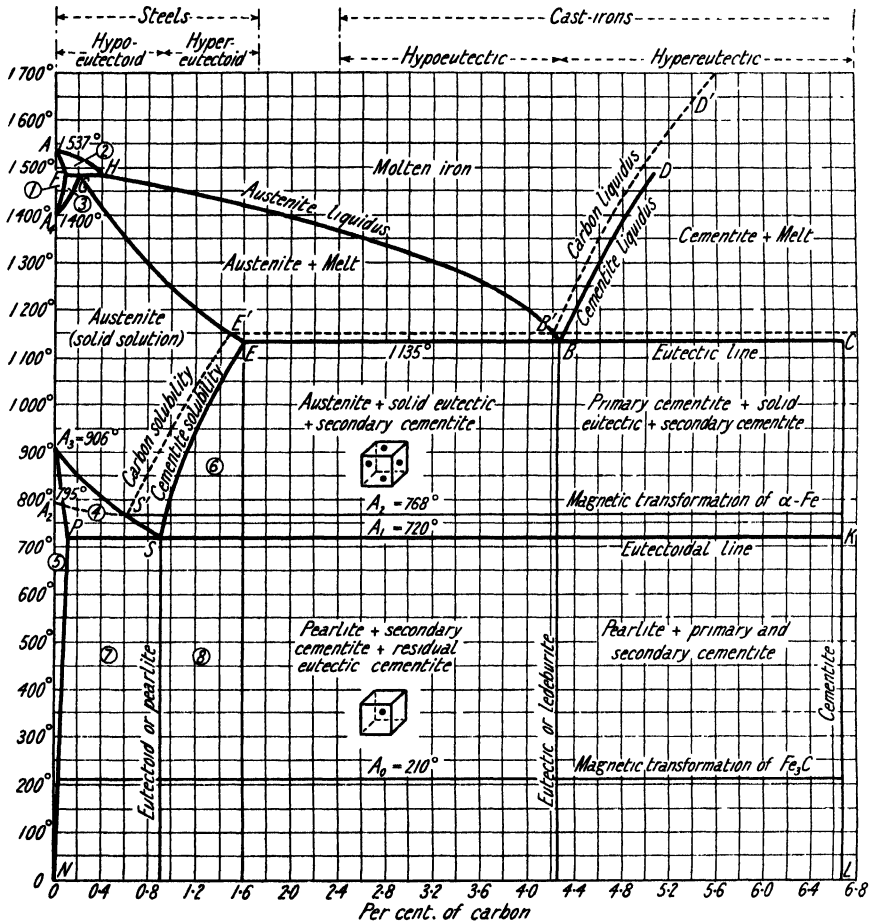 Steels
Cast-irons
Hypo-
eutectoid
Hyper-
eutectoid
Hypoeutectic
Hypereutectic
1700°
1600°
1500°
1400°
1300°
1200°
1100°
1000°
900°
800°
700°
600°
500°
400°
300°
200°
100°
0
A
1537°
②
H
F
①
G
③
A₄
1400°
Molten iron
D'
D
Austenite liquidus
Carbon liquidus
Cementite Liquidus
Cementite + Melt
Austenite + Melt
Austenite
(solid solution)
E'
E
B'
B
C
1135°
Eutectic line
Carbon solubility
Cementite solubility
Austenite + solid eutectic
+ secondary cementite
Primary cementite + solid
eutectic + secondary cementite
A₃=906°
⑥
795°
A₂
④
S'
P
S
A₂ = 768°
Magnetic transformation of α-Fe
A₁ = 720°
K
Eutectoidal line
⑤
⑦
⑧
Pearlite + secondary
cementite + residual
eutectic cementite
Pearlite + primary and
secondary cementite
Eutectoid or pearlite
Eutectic or ledeburite
Cementite
A₀ = 210°
Magnetic transformation of Fe₃C
N
L
0 0·4 0·8 1·2 1·6 2·0 2·4 2·8 3·2 3·6 4·0 4·4 4·8 5·2 5·6 6·0 6·4 6·8
Per cent. of carbon